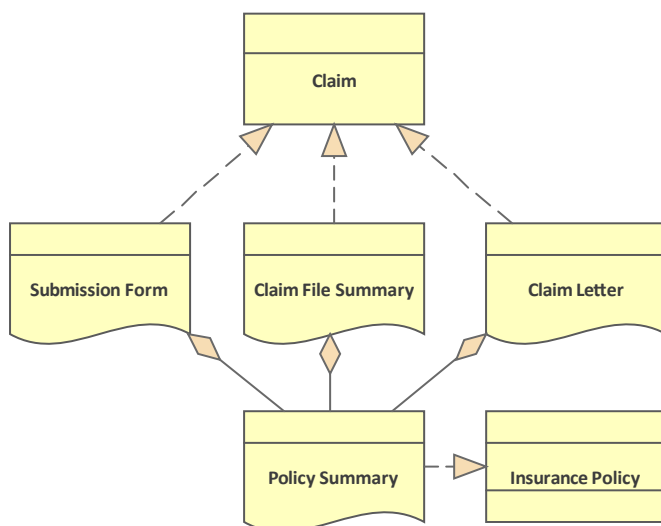 Claim
Submission Form
Claim File Summary
Claim Letter
Policy Summary
Insurance Policy